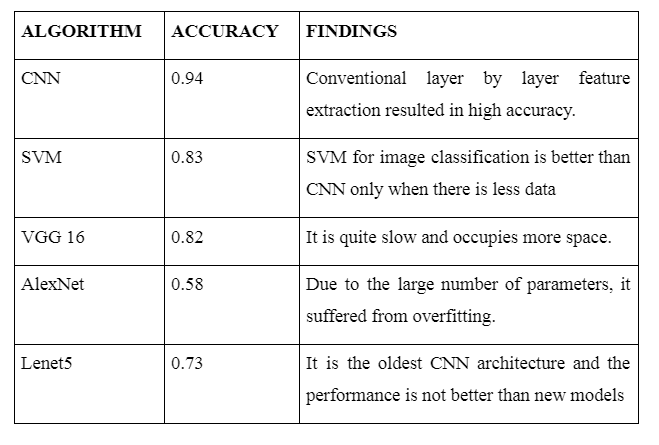 ALGORITHM ACCURACY FINDINGS
CNN 0.94 Conventional layer by layer feature
extraction resulted in high accuracy.
SVM 0.83 SVM for image classification is better than
CNN only when there is less data
VGG 16 0.82 It is quite slow and occupies more space.
AlexNet 0.58 Due to the large number of parameters, it
suffered from overfitting.
Lenet5 0.73 It is the oldest CNN architecture and the
performance is not better than new models